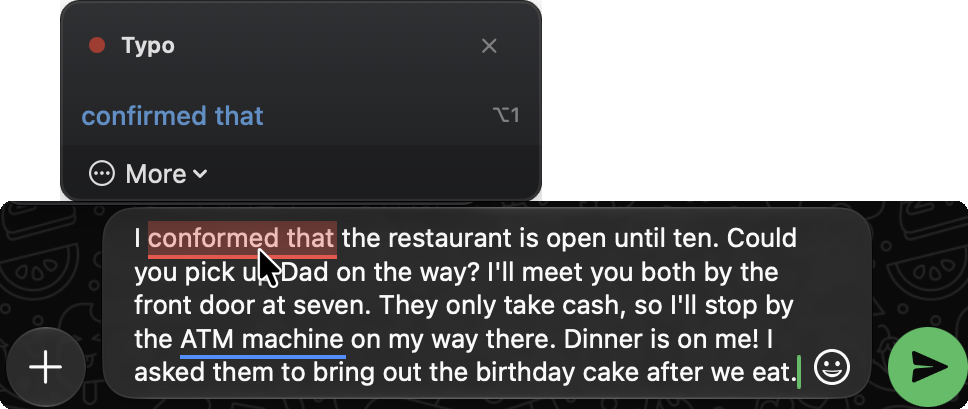 Typo
confirmed that ⌥1
More
I conformed that the restaurant is open until ten. Could
you pick up Dad on the way? I'll meet you both by the
front door at seven. They only take cash, so I'll stop by
the ATM machine on my way there. Dinner is on me! I
asked them to bring out the birthday cake after we eat.